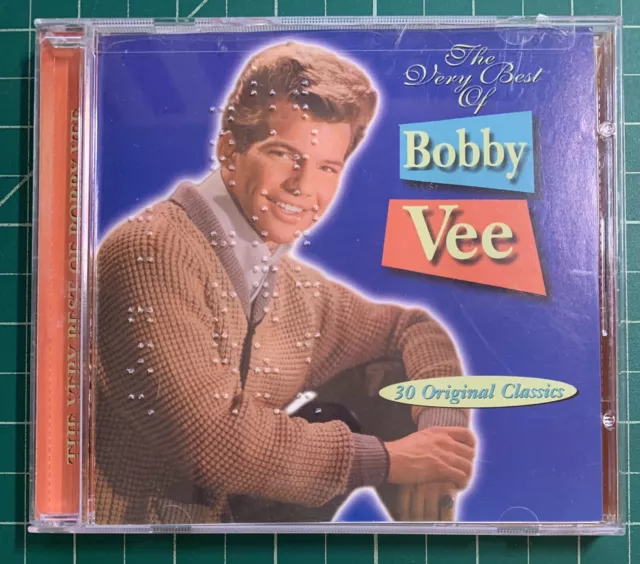 The
Very Best
Of
Bobby
Vee
30 Original Classics
THE VERY BEST OF BOBBY VEE